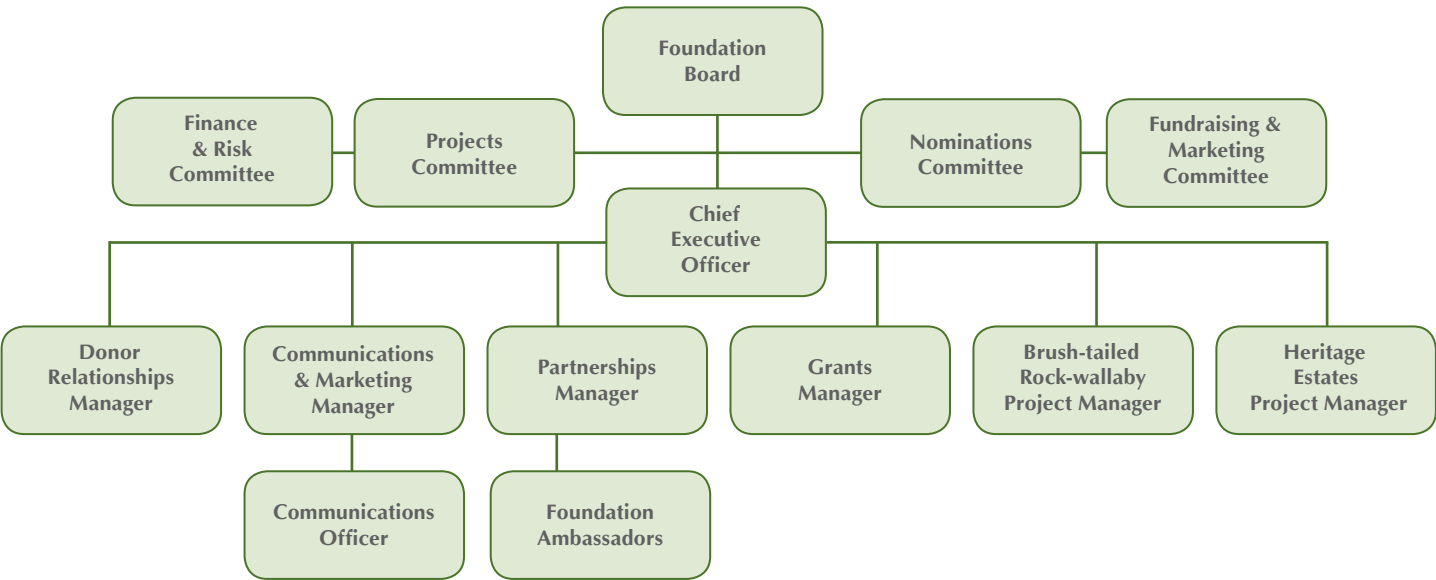 Foundation
Board
Finance
& Risk
Committee
Projects
Committee
Nominations
Committee
Fundraising &
Marketing
Committee
Chief
Executive
Officer
Donor
Relationships
Manager
Communications
& Marketing
Manager
Partnerships
Manager
Grants
Manager
Brush-tailed
Rock-wallaby
Project Manager
Heritage
Estates
Project Manager
Communications
Officer
Foundation
Ambassadors